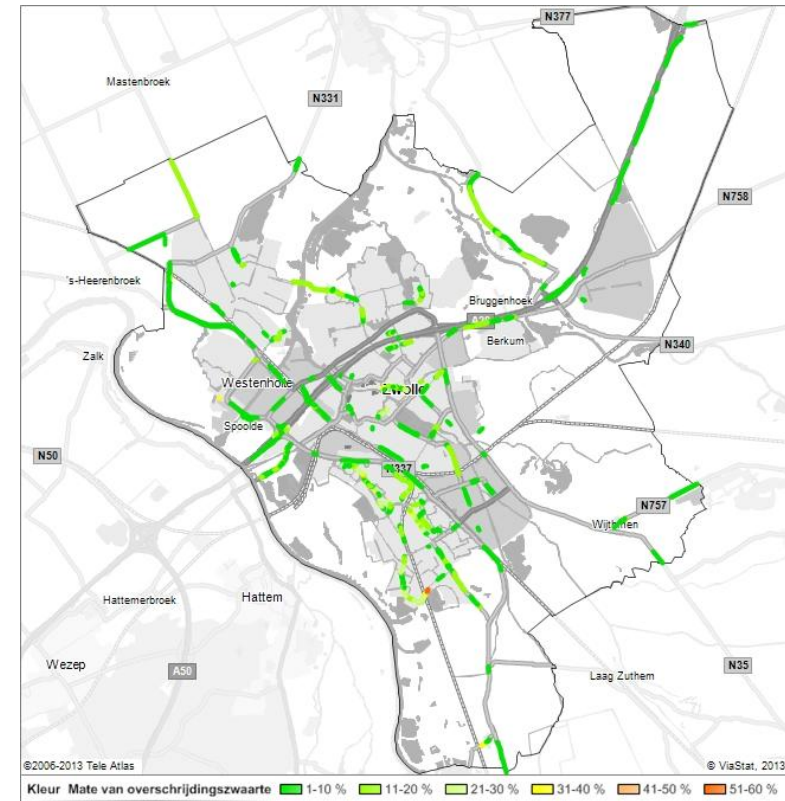 N377
Mastenbroek
N331
N758
's-Heerenbroek
Bruggenhoek
A28
Berkum
N340
Zalk
Westenholte
Zwolle
Spoolde
N50
N337
N757
Wijthmen
Hattemerbroek
Hattem
Wezep
A50
Laag Zuthem
N35
©2006-2013 Tele Atlas
© ViaStat, 2013
Kleur Mate van overschrijdingszwaarte 1-10 % 11-20 % 21-30 % 31-40 % 41-50 % 51-60 %